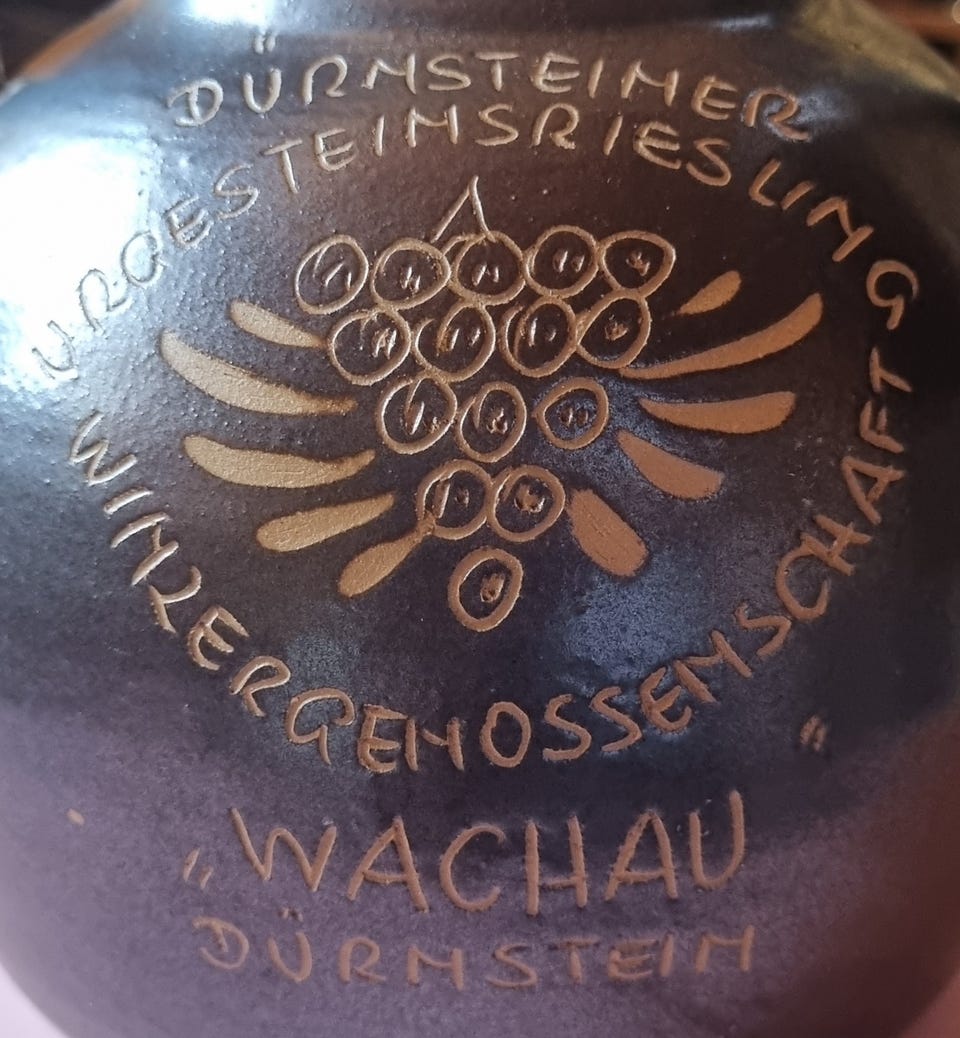 DÜRNSTEINER
URGESTEINSRIESLING
WINZERGENOSSENSCHAFT
„WACHAU"
DÜRNSTEIN